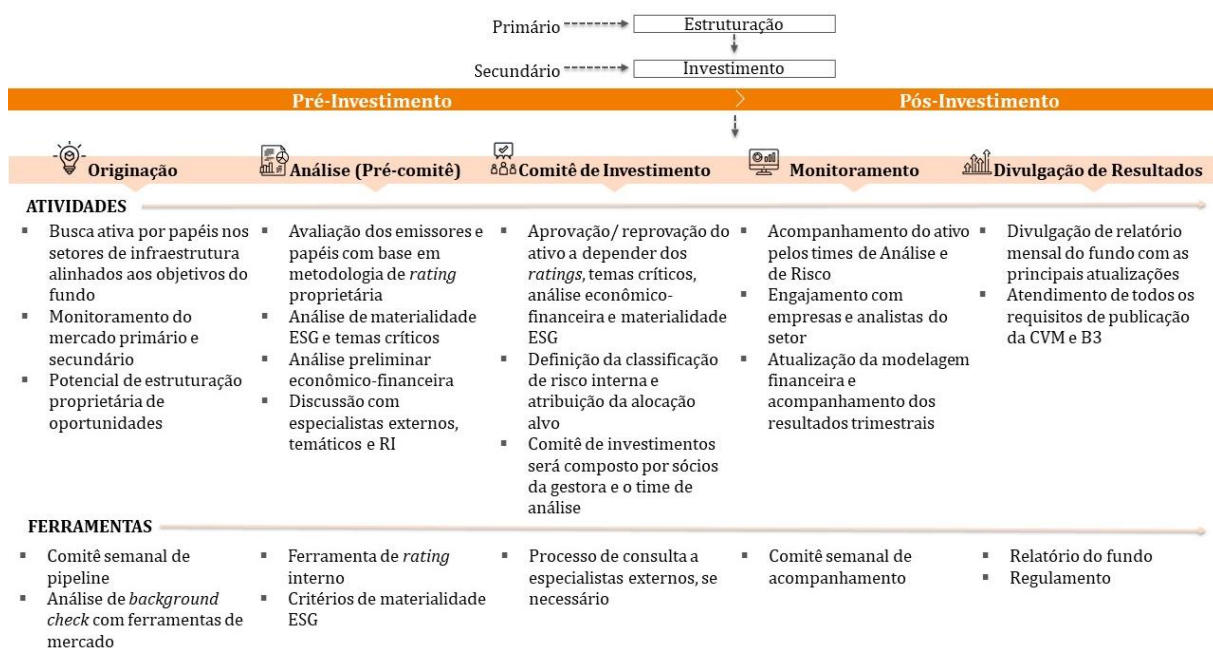 Primário
Estruturação
Secundário
Investimento
Pré-Investimento
Pós-Investimento
Originação
Análise (Pré-comitê)
Comitê de Investimento
Monitoramento
Divulgação de Resultados
ATIVIDADES
▪ Busca ativa por papéis nos
setores de infraestrutura
alinhados aos objetivos do
fundo
▪ Monitoramento do
mercado primário e
secundário
▪ Potencial de estruturação
proprietária de
oportunidades
▪ Avaliação dos emissores e
papéis com base em
metodologia de rating
proprietária
▪ Análise de materialidade
ESG e temas críticos
▪ Análise preliminar
econômico-financeira
▪ Discussão com
especialistas externos,
temáticos e RI
▪ Aprovação/ reprovação do
ativo a depender dos
ratings, temas críticos,
análise econômico-
financeira e materialidade
ESG
▪ Definição da classificação
de risco interna e
atribuição da alocação
alvo
▪ Comitê de investimentos
será composto por sócios
da gestora e o time de
análise
▪ Acompanhamento do ativo
pelos times de Análise e
de Risco
▪ Engajamento com
empresas e analistas do
setor
▪ Atualização da modelagem
financeira e
acompanhamento dos
resultados trimestrais
▪ Divulgação de relatório
mensal do fundo com as
principais atualizações
▪ Atendimento de todos os
requisitos de publicação
da CVM e B3
FERRAMENTAS
▪ Comitê semanal de
pipeline
▪ Análise de background
check com ferramentas de
mercado
▪ Ferramenta de rating
interno
▪ Critérios de materialidade
ESG
▪ Processo de consulta a
especialistas externos, se
necessário
▪ Comitê semanal de
acompanhamento
▪ Relatório do fundo
▪ Regulamento